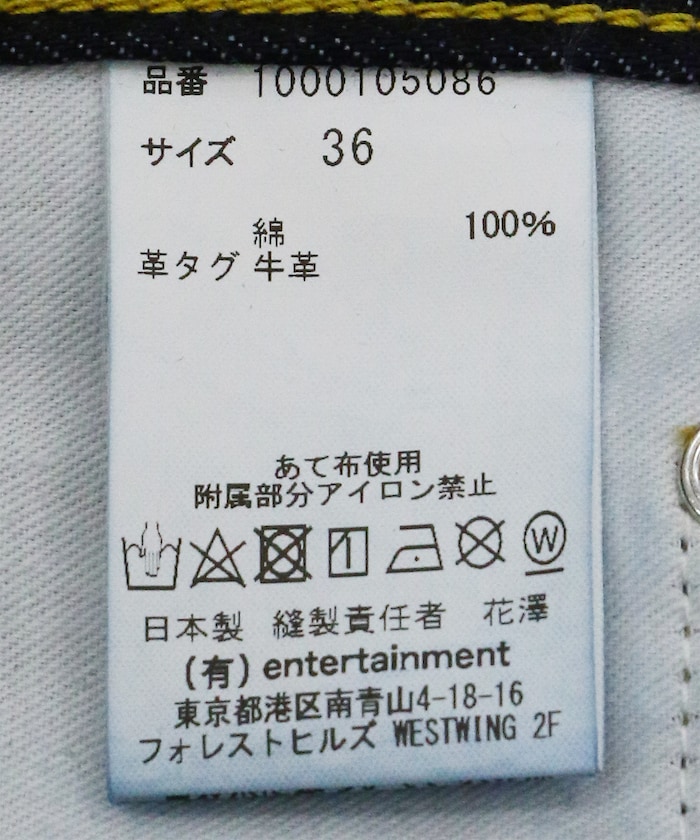 品番 1000105086
サイズ 36
綿 100%
革タグ 牛革
あて布使用
附属部分アイロン禁止
W
日本製 縫製責任者 花澤
(有) entertainment
東京都港区南青山4-18-16
フォレストヒルズ WESTWING 2F